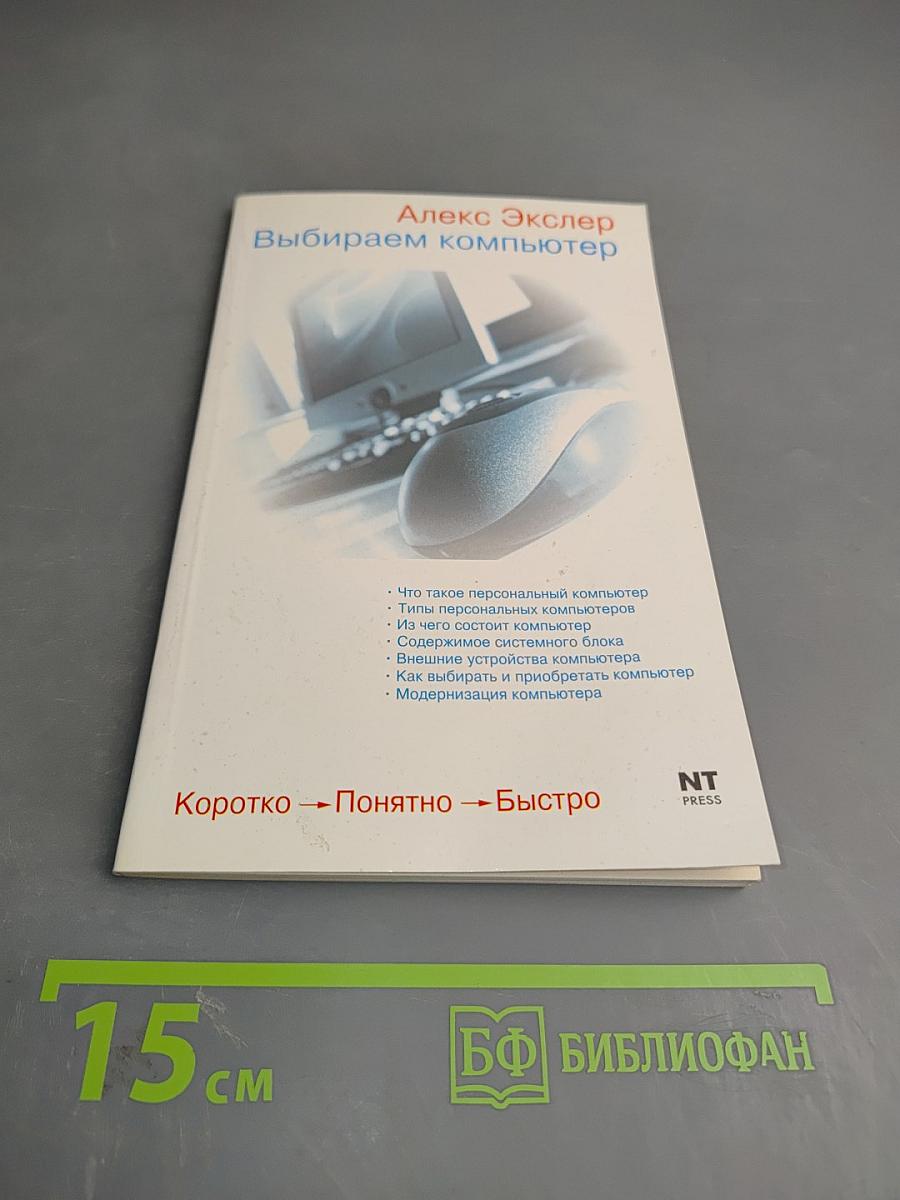 Алекс Экслер
Выбираем компьютер
· Что такое персональный компьютер
· Типы персональных компьютеров
· Из чего состоит компьютер
· Содержимое системного блока
· Внешние устройства компьютера
· Как выбирать и приобретать компьютер
· Модернизация компьютера
Коротко → Понятно → Быстро
NT
PRESS
15 см
БФ БИБЛИОФАН